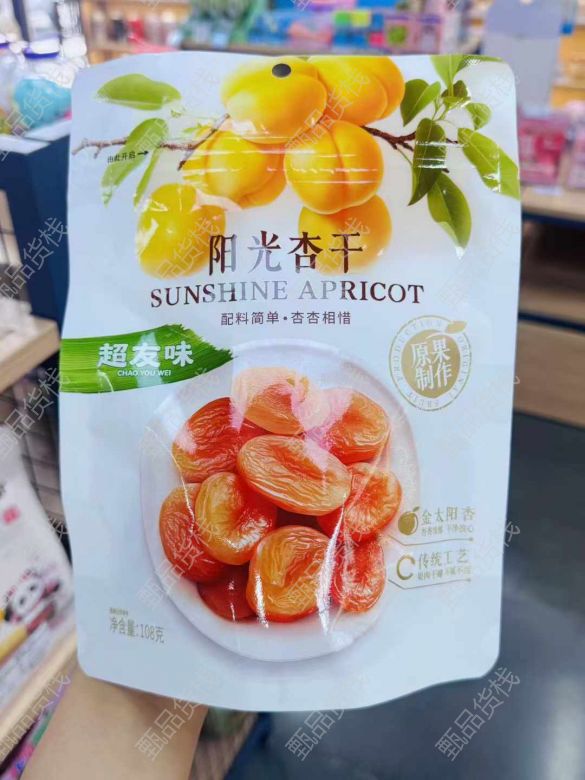 由此开启→
阳光杏干
SUNSHINE APRICOT
配料简单·杏杏相惜
超友味
CHAO YOU WEI
原果
制作
金太阳杏
传统工艺
净含量:108克
甄品货栈